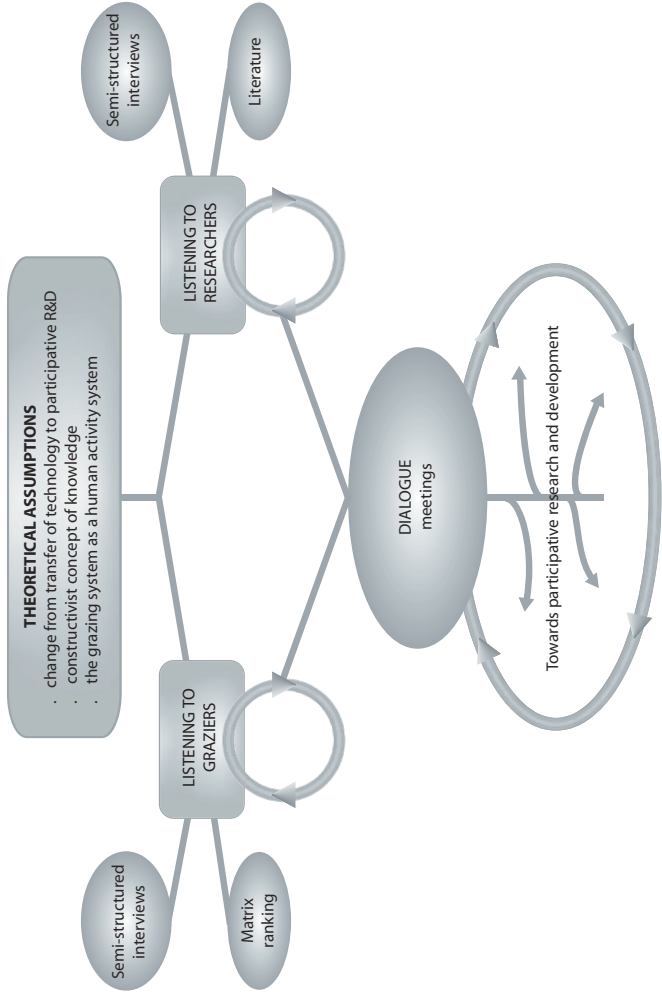 THEORETICAL ASSUMPTIONS
· change from transfer of technology to participative R&D
· constructivist concept of knowledge
· the grazing system as a human activity system
Semi-structured
interviews
Matrix
ranking
LISTENING TO
GRAZIERS
LISTENING TO
RESEARCHERS
Semi-structured
interviews
Literature
DIALOGUE
meetings
Towards participative research and development